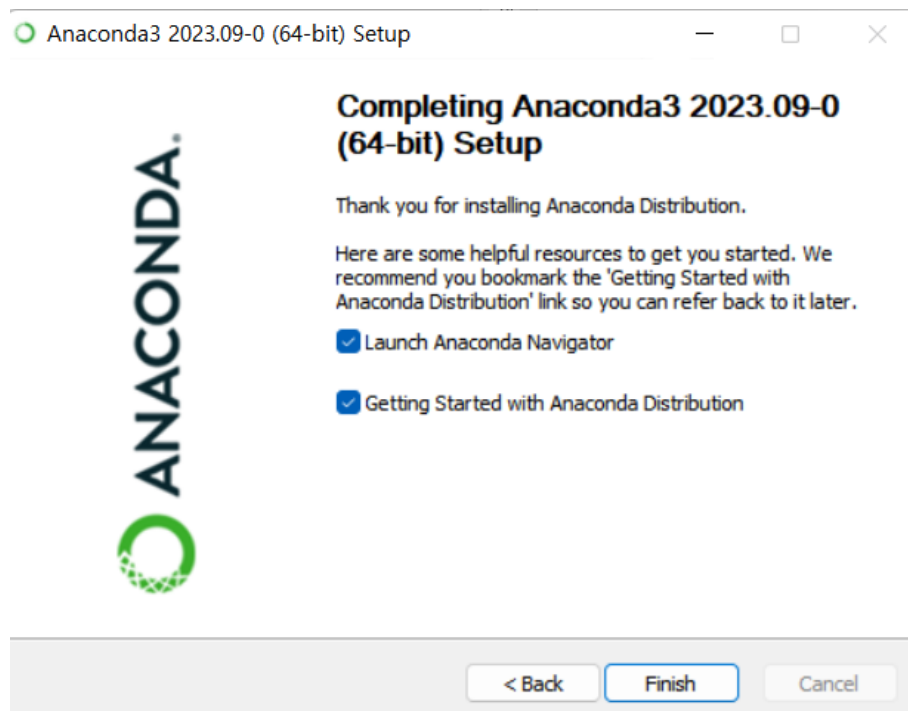 Anaconda3 2023.09-0 (64-bit) Setup
ANACONDA.
Completing Anaconda3 2023.09-0
(64-bit) Setup
Thank you for installing Anaconda Distribution.
Here are some helpful resources to get you started. We
recommend you bookmark the 'Getting Started with
Anaconda Distribution' link so you can refer back to it later.
Launch Anaconda Navigator
Getting Started with Anaconda Distribution
< Back
Finish
Cancel